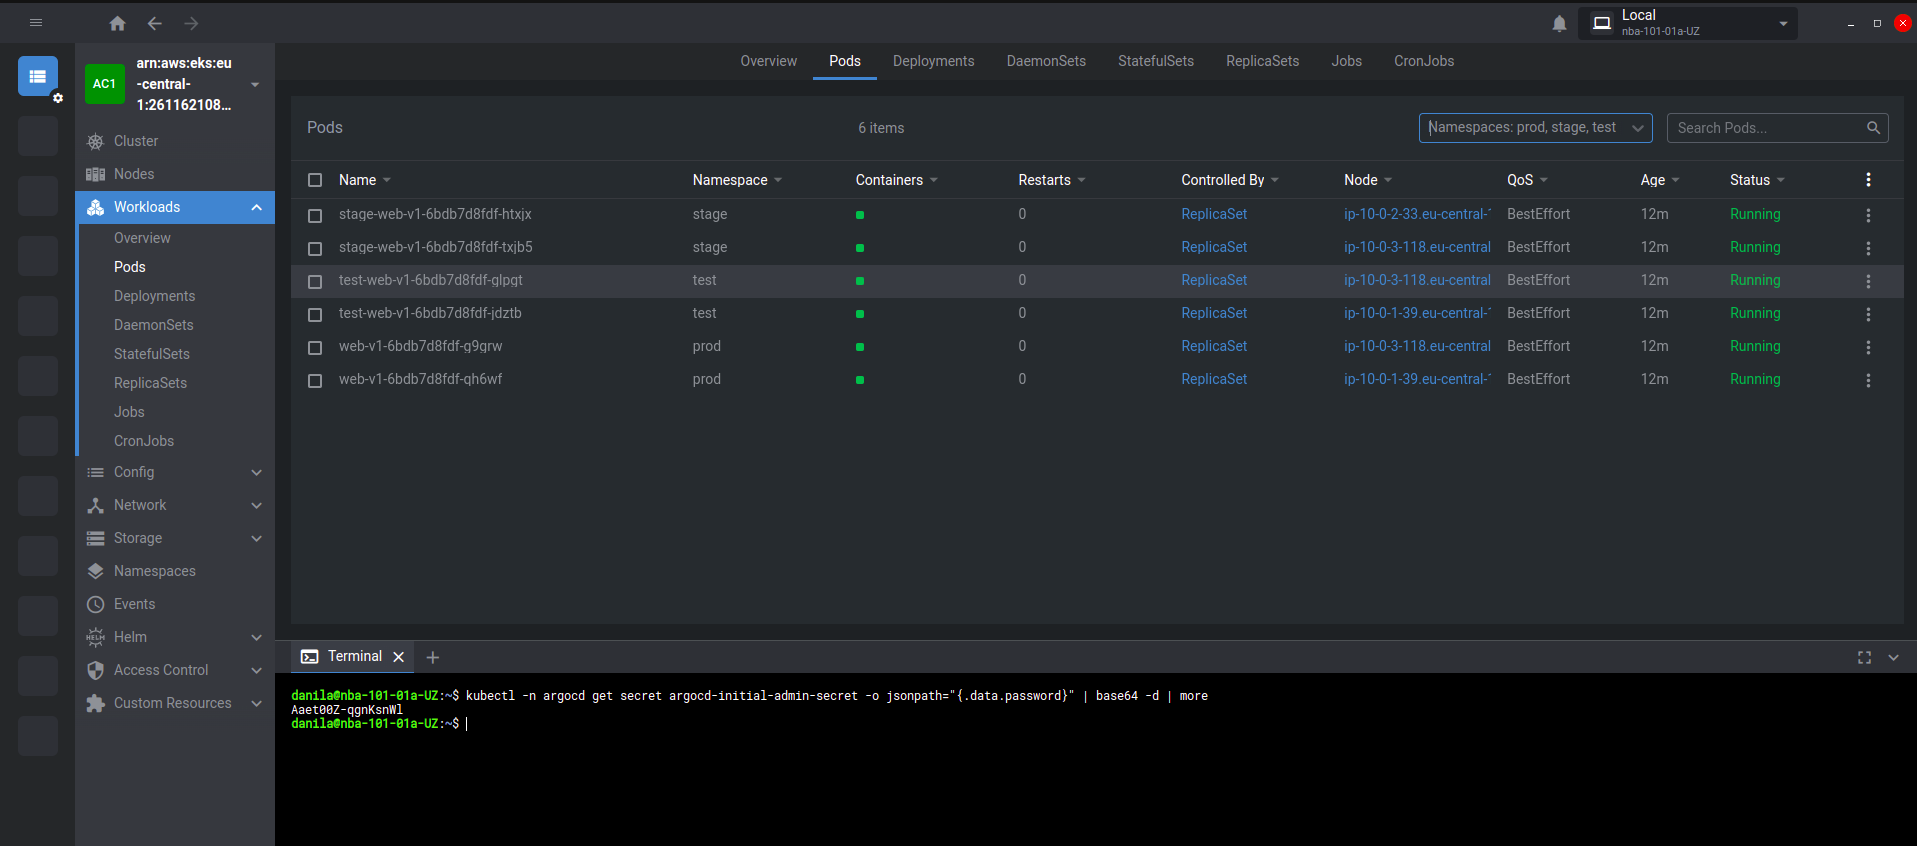 Local
nba-101-01a-UZ
AC1
arn:aws:eks:eu
-central-
1:261162108...
Cluster
Nodes
Workloads
Overview
Pods
Deployments
DaemonSets
StatefulSets
ReplicaSets
Jobs
CronJobs
Config
Network
Storage
Namespaces
Events
HELM Helm
Access Control
Custom Resources
Overview Pods Deployments DaemonSets StatefulSets ReplicaSets Jobs CronJobs
Pods 6 items Namespaces: prod, stage, test Search Pods...
Name Namespace Containers Restarts Controlled By Node QoS Age Status
stage-web-v1-6bdb7d8fdf-htxjx stage 0 ReplicaSet ip-10-0-2-33.eu-central- BestEffort 12m Running
stage-web-v1-6bdb7d8fdf-txjb5 stage 0 ReplicaSet ip-10-0-3-118.eu-central BestEffort 12m Running
test-web-v1-6bdb7d8fdf-glpgt test 0 ReplicaSet ip-10-0-3-118.eu-central BestEffort 12m Running
test-web-v1-6bdb7d8fdf-jdztb test 0 ReplicaSet ip-10-0-1-39.eu-central- BestEffort 12m Running
web-v1-6bdb7d8fdf-g9grw prod 0 ReplicaSet ip-10-0-3-118.eu-central BestEffort 12m Running
web-v1-6bdb7d8fdf-qh6wf prod 0 ReplicaSet ip-10-0-1-39.eu-central- BestEffort 12m Running
Terminal
danila@nba-101-01a-UZ:~$ kubectl -n argocd get secret argocd-initial-admin-secret -o jsonpath="{.data.password}" | base64 -d | more
Aaet00Z-qgnKsnWl
danila@nba-101-01a-UZ:~$